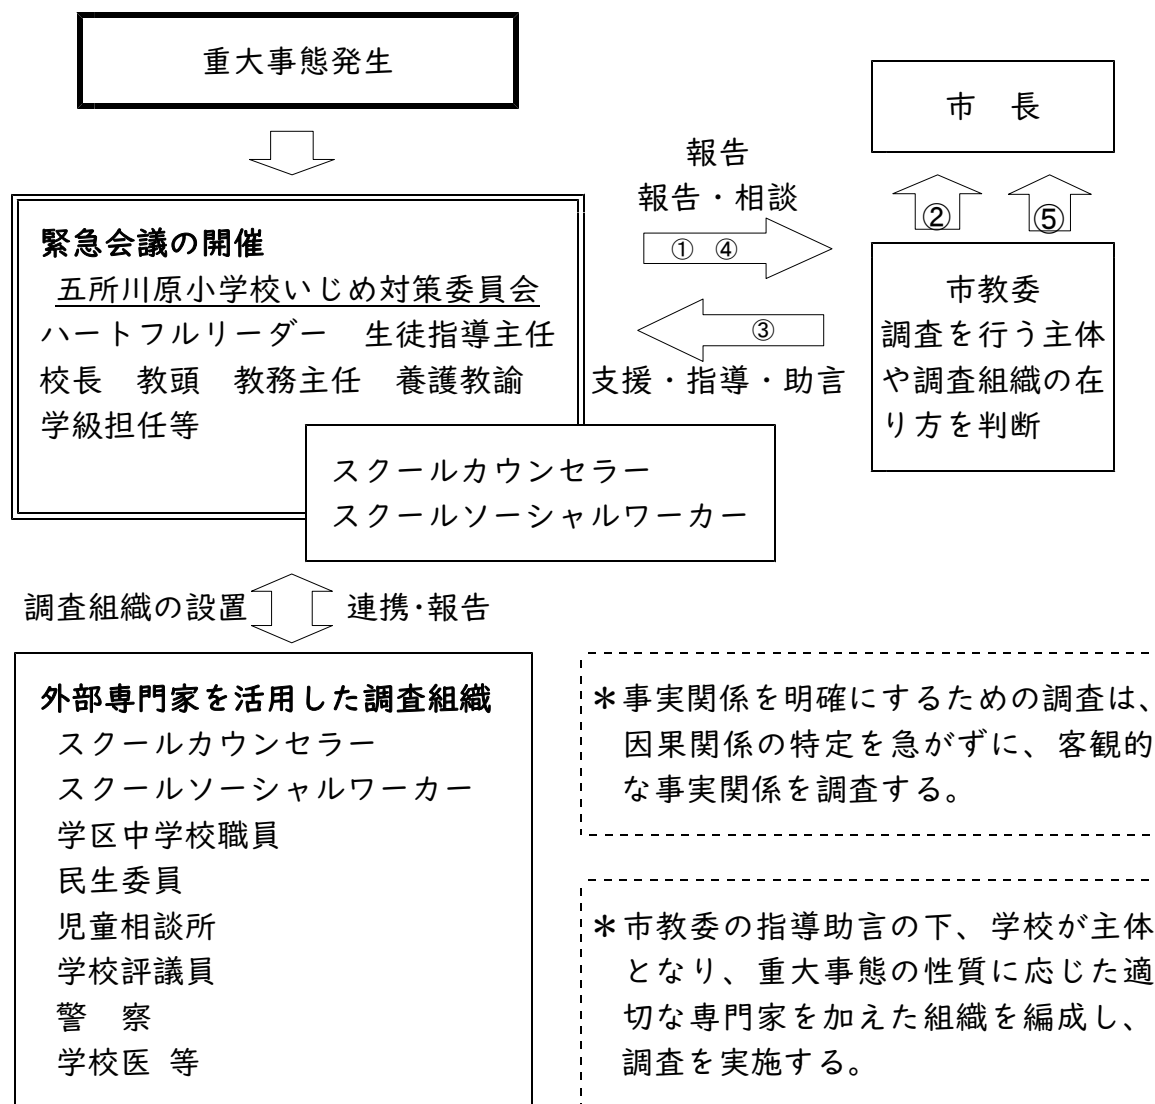 重大事態発生
市　長
報告
報告・相談
① ④
②
⑤
③
支援・指導・助言
緊急会議の開催
五所川原小学校いじめ対策委員会
ハートフルリーダー　生徒指導主任
校長　教頭　教務主任　養護教諭
学級担任等
スクールカウンセラー
スクールソーシャルワーカー
市教委
調査を行う主体
や調査組織の在
り方を判断
調査組織の設置
連携・報告
外部専門家を活用した調査組織
スクールカウンセラー
スクールソーシャルワーカー
学区中学校職員
民生委員
児童相談所
学校評議員
警　察
学校医 等
＊事実関係を明確にするための調査は、
因果関係の特定を急がずに、客観的
な事実関係を調査する。
＊市教委の指導助言の下、学校が主体
となり、重大事態の性質に応じた適
切な専門家を加えた組織を編成し、
調査を実施する。